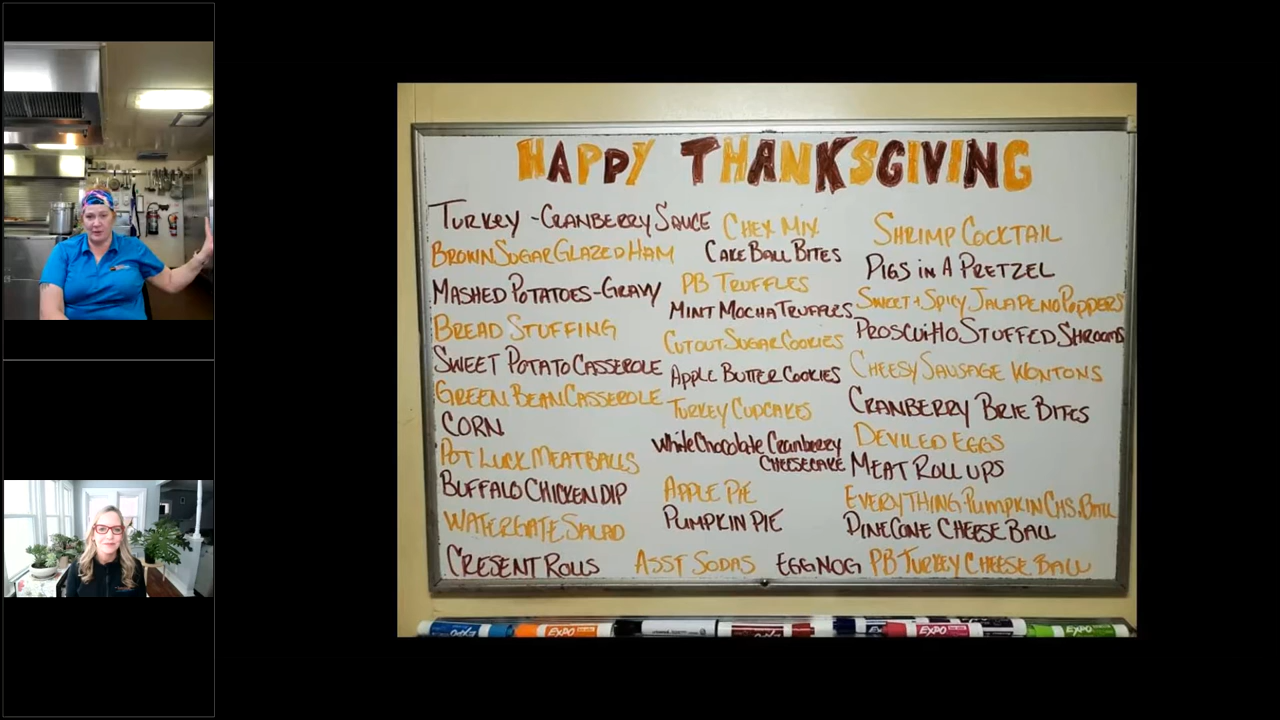 HAPPY THANKSGIVING
TURKEY - CRANBERRY SAUCE
BROWN SUGAR GLAZED HAM
MASHED POTATOES - GRAVY
BREAD STUFFING
SWEET POTATO CASSEROLE
GREEN BEAN CASSEROLE
CORN
POT LUCK MEATBALLS
BUFFALO CHICKEN DIP
WATERGATE SALAD
CRESENT ROLLS
CHEX MIX
CAKE BALL BITES
PB TRUFFLES
MINT MOCHA TRUFFLES
CUTOUT SUGAR COOKIES
APPLE BUTTER COOKIES
TURKEY CUPCAKES
White Chocolate Cranberry
CHEESECAKE
APPLE PIE
PUMPKIN PIE
ASST SODAS
EGGNOG
SHRIMP COCKTAIL
PIGS IN A PRETZEL
SWEET + SPICY JALAPENO POPPERS
PROSCUITTO STUFFED SHROOMS
CHEESY SAUSAGE WONTONS
CRANBERRY BRIE BITES
DEVILED EGGS
MEAT ROLL UPS
EVERYTHING PUMPKIN CHS. BALL
PINECONE CHEESE BALL
PB TURKEY CHEESE BALL
EXPO
EXPO
EXPO